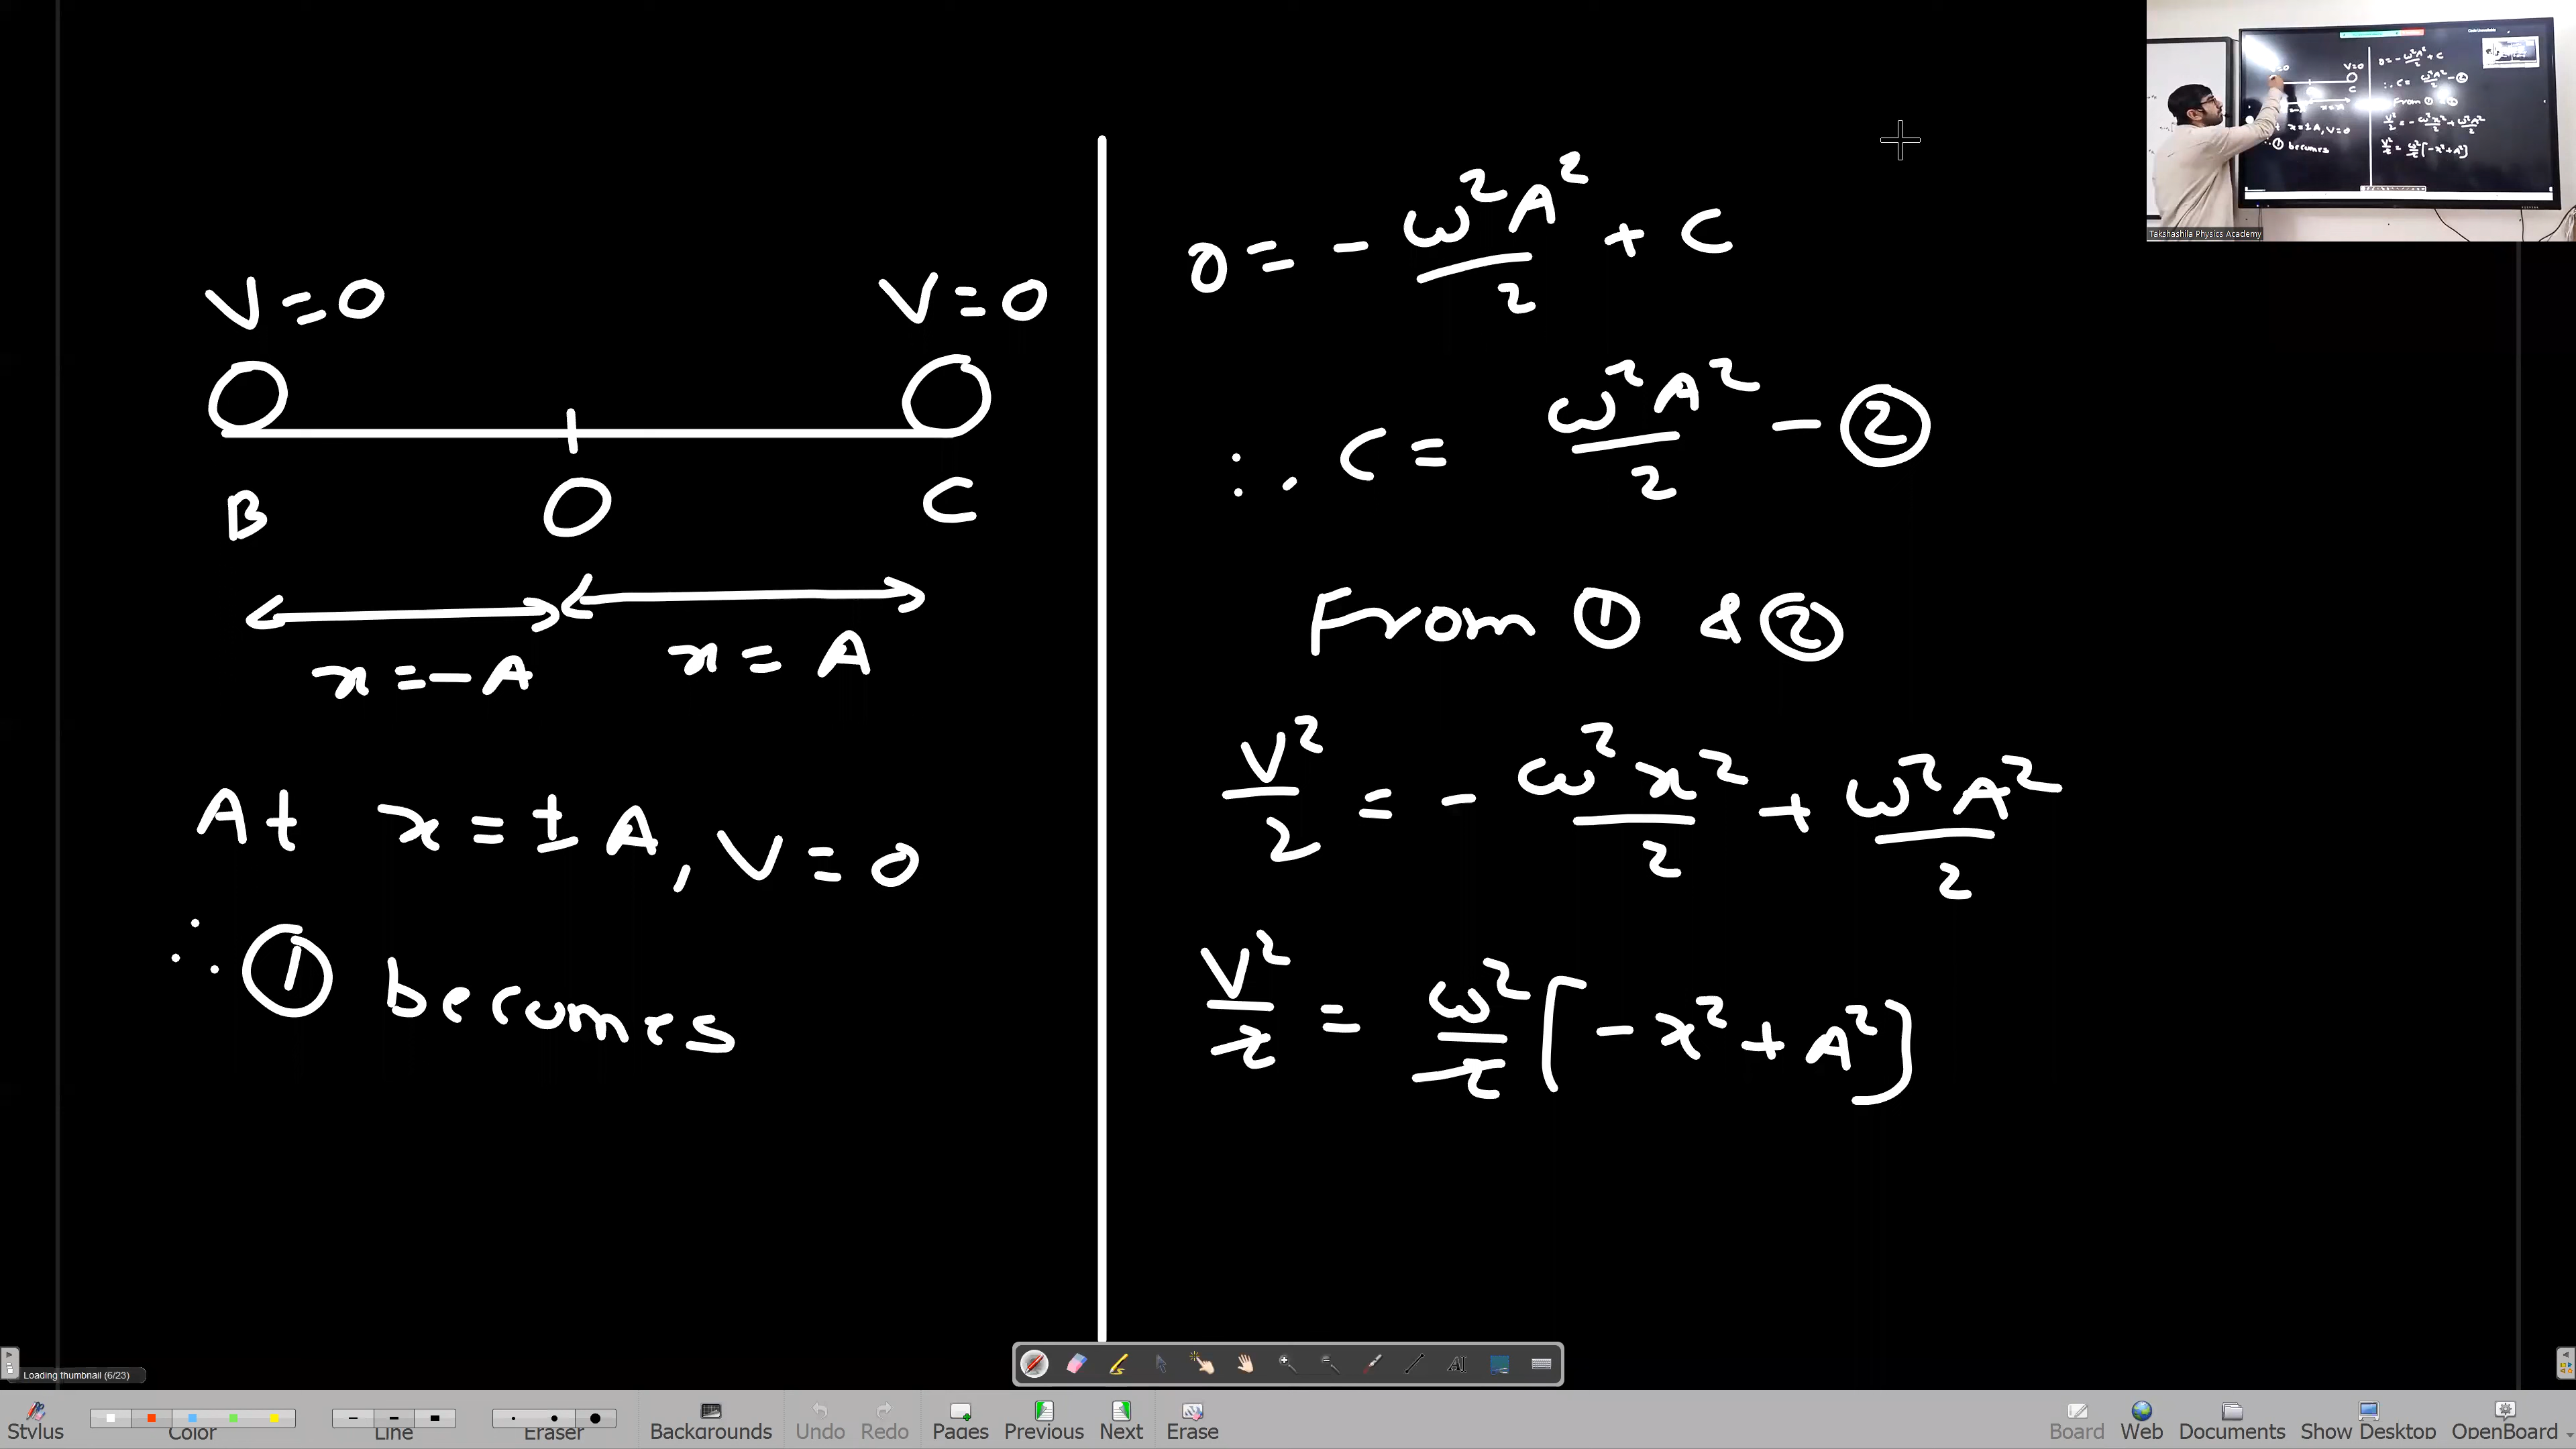 V=0 V=0
B O C
x=-A x=A
At x=±A, V=0
∴ ① becomes
0 = - ω²A²/2 + C
∴ C = ω²A²/2 - ②
From ① & ②
V²/2 = - ω²x²/2 + ω²A²/2
V²/2 = ω²/2 [-x² + A²]
Takshashila Physics Academy
Loading thumbnail (6/23)
Stylus Color Line Eraser Backgrounds Undo Redo Pages Previous Next Erase Board Web Documents Show Desktop OpenBoard